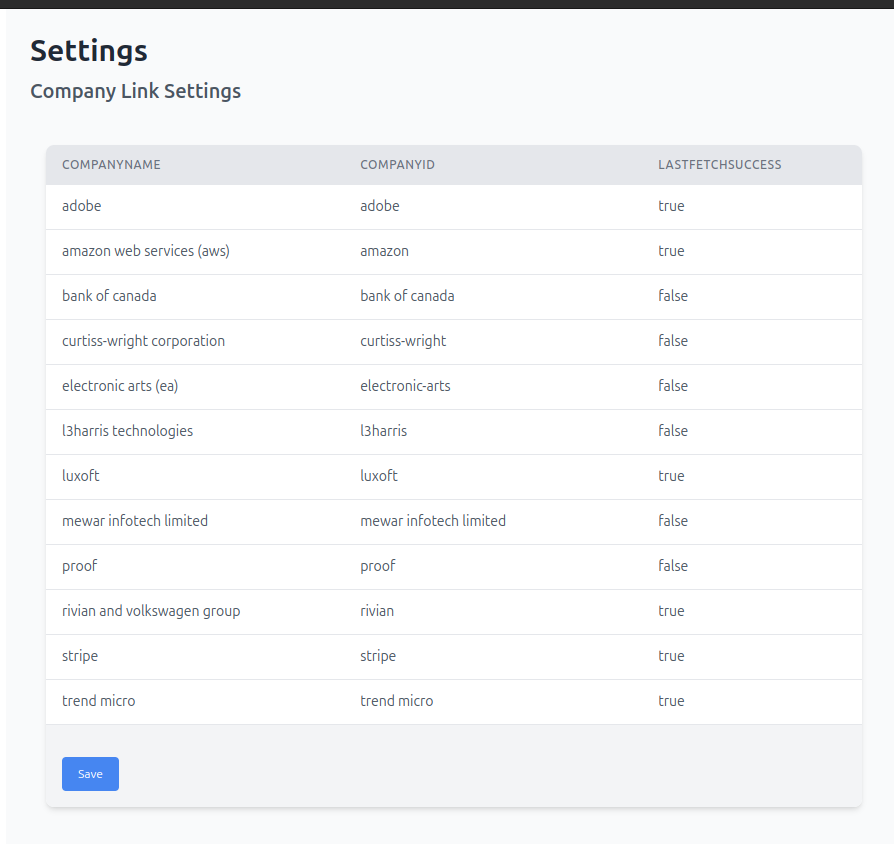 Settings
Company Link Settings
COMPANYNAME COMPANYID LASTFETCHSUCCESS
adobe adobe true
amazon web services (aws) amazon true
bank of canada bank of canada false
curtiss-wright corporation curtiss-wright false
electronic arts (ea) electronic-arts false
l3harris technologies l3harris false
luxoft luxoft true
mewar infotech limited mewar infotech limited false
proof proof false
rivian and volkswagen group rivian true
stripe stripe true
trend micro trend micro true
Save